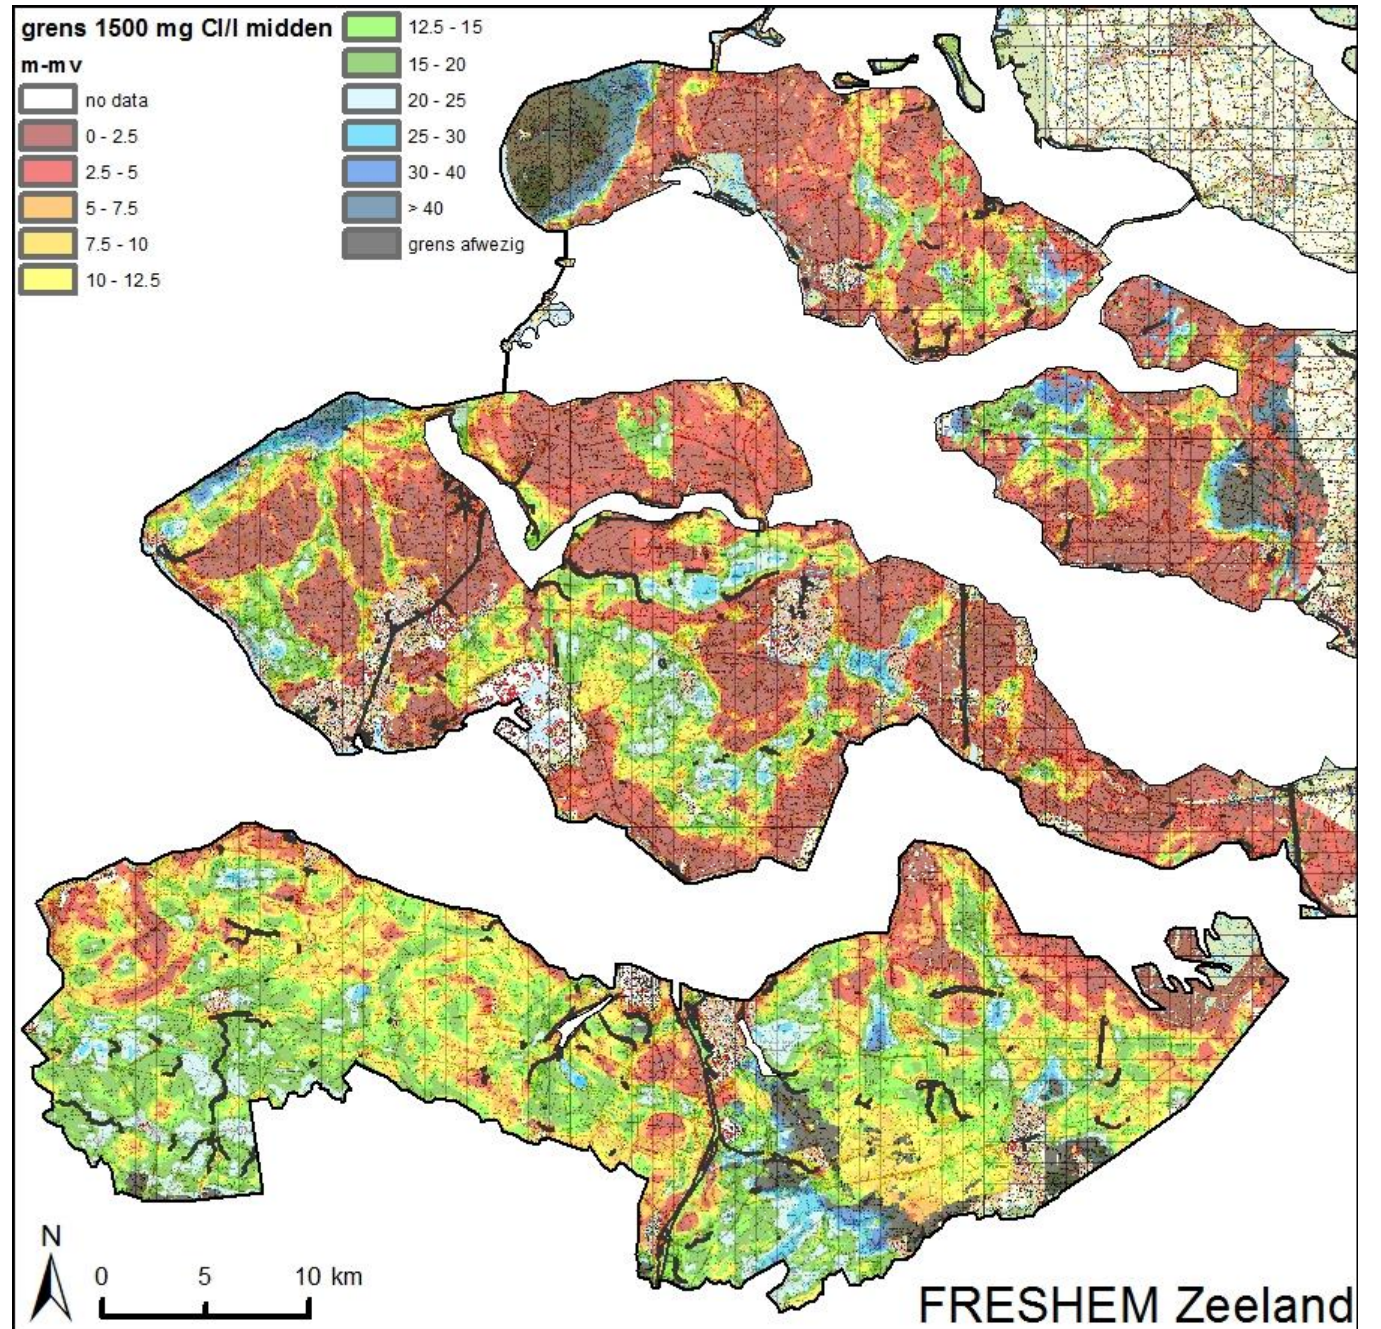 grens 1500 mg Cl/l midden
m-mv
no data
0 - 2.5
2.5 - 5
5 - 7.5
7.5 - 10
10 - 12.5
12.5 - 15
15 - 20
20 - 25
25 - 30
30 - 40
> 40
grens afwezig
N
0 5 10 km
FRESHEM Zeeland